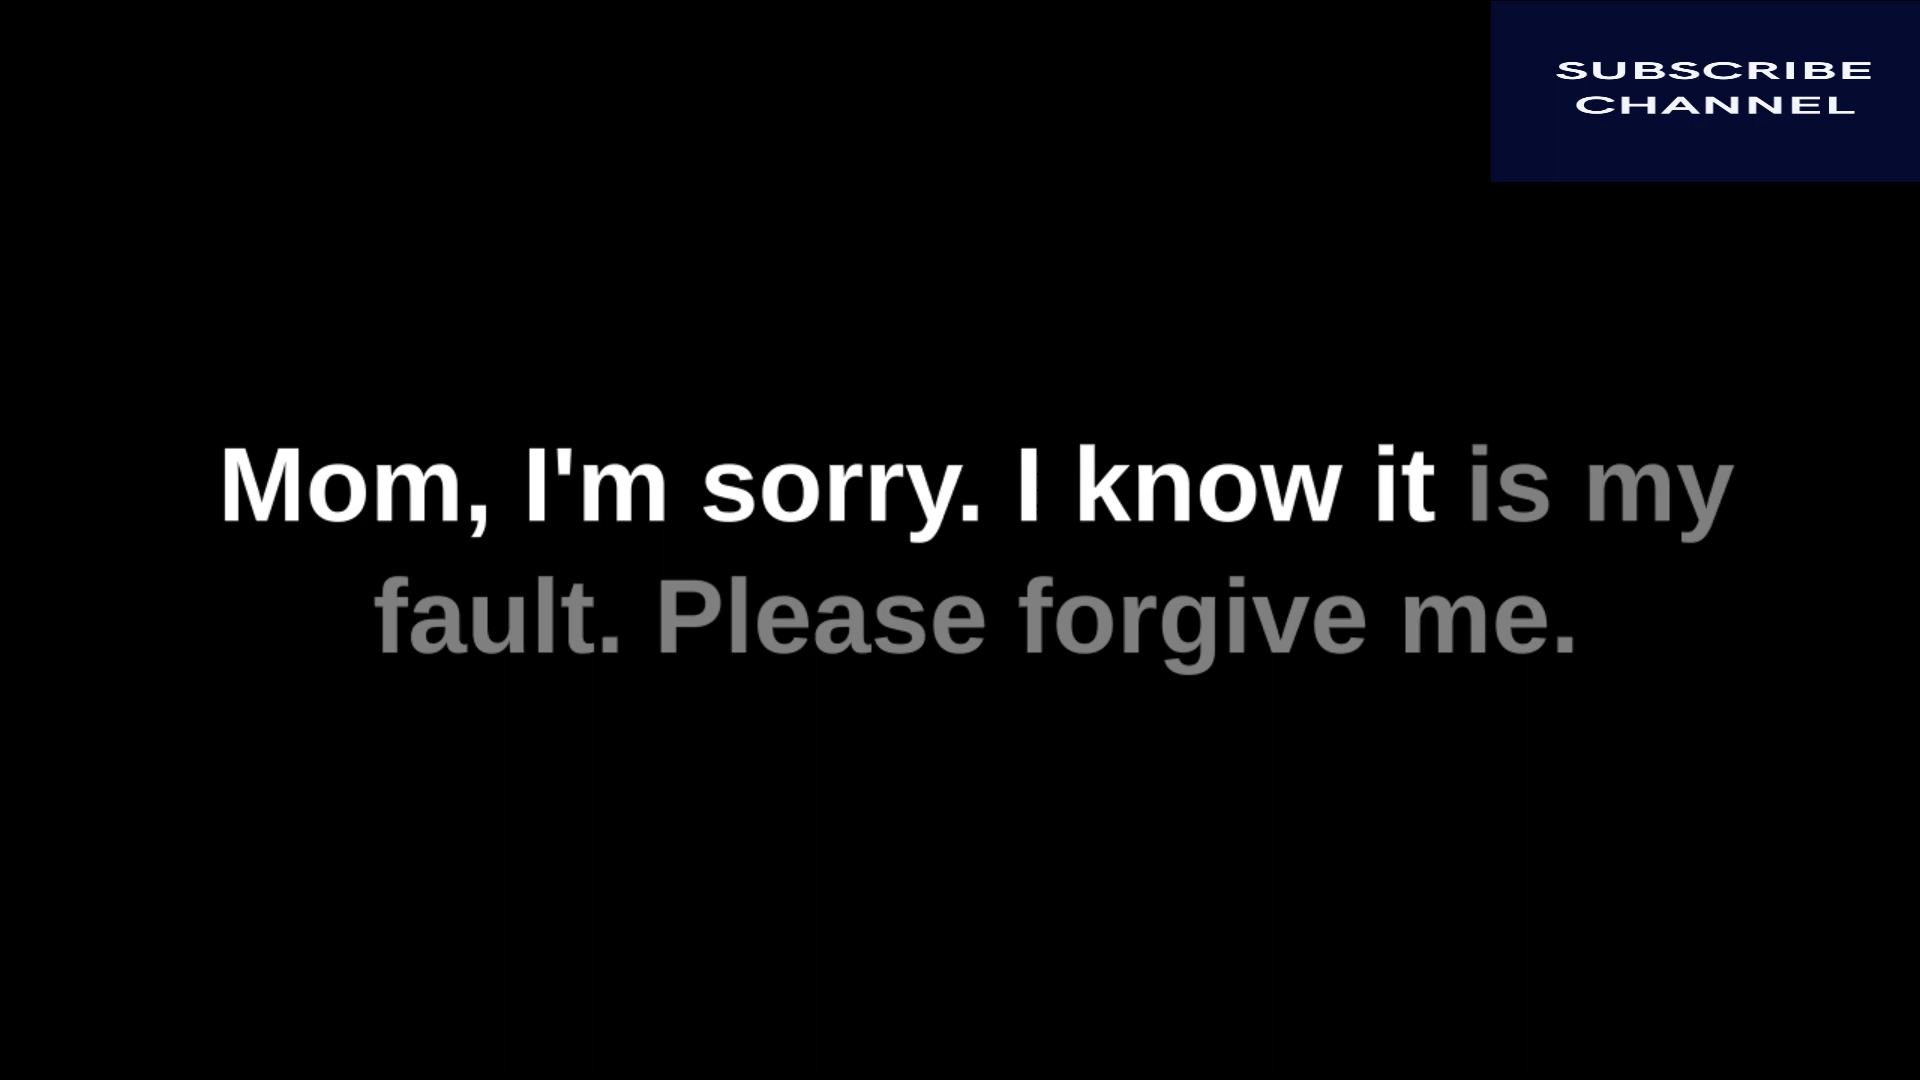 SUBSCRIBE
CHANNEL
Mom, I'm sorry. I know it is my
fault. Please forgive me.